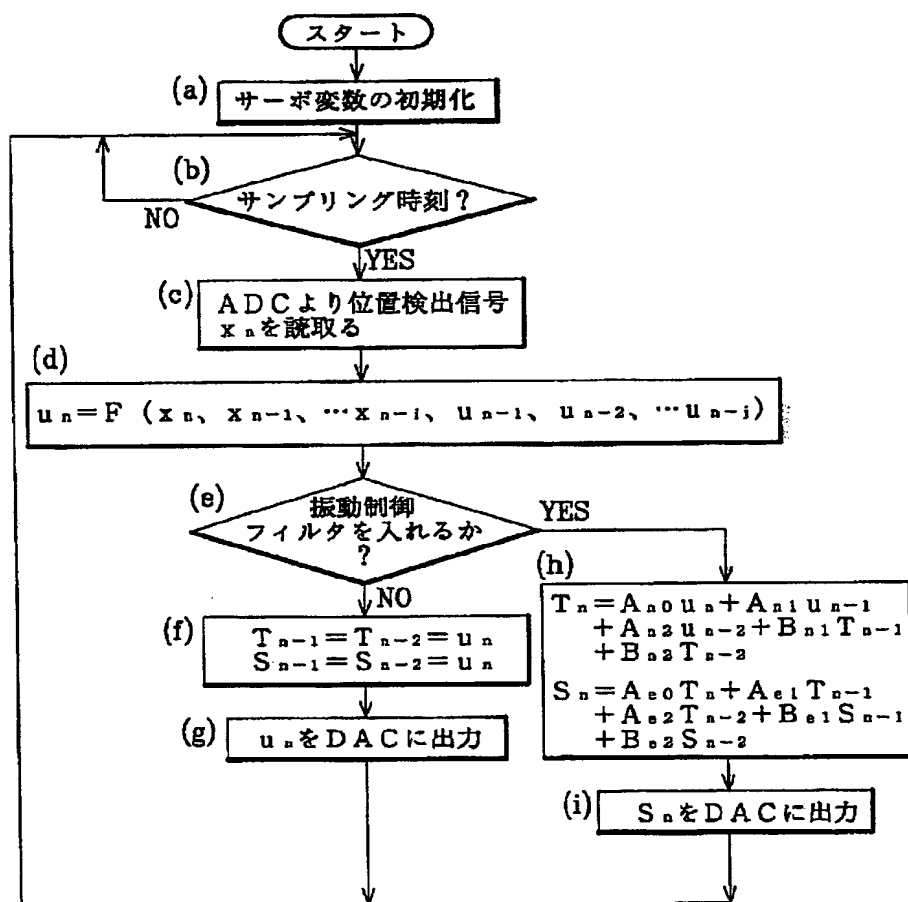 スタート
(a)
サーボ変数の初期化
(b)
サンプリング時刻？
NO
YES
(c)
ＡＤＣより位置検出信号
xₙを読取る
(d)
uₙ＝F（xₙ、xₙ₋₁、…xₙ₋ᵢ、uₙ₋₁、uₙ₋₂、…uₙ₋ⱼ）
(e)
振動制御
フィルタを入れるか
？
YES
NO
(f)
Tₙ₋₁＝Tₙ₋₂＝uₙ
Sₙ₋₁＝Sₙ₋₂＝uₙ
(g)
uₙをＤＡＣに出力
(h)
Tₙ＝Aₙ₀uₙ＋Aₙ₁uₙ₋₁
＋Aₙ₂uₙ₋₂＋Bₙ₁Tₙ₋₁
＋Bₙ₂Tₙ₋₂
Sₙ＝Aₑ₀Tₙ＋Aₑ₁Tₙ₋₁
＋Aₑ₂Tₙ₋₂＋Bₑ₁Sₙ₋₁
＋Bₑ₂Sₙ₋₂
(i)
SₙをＤＡＣに出力